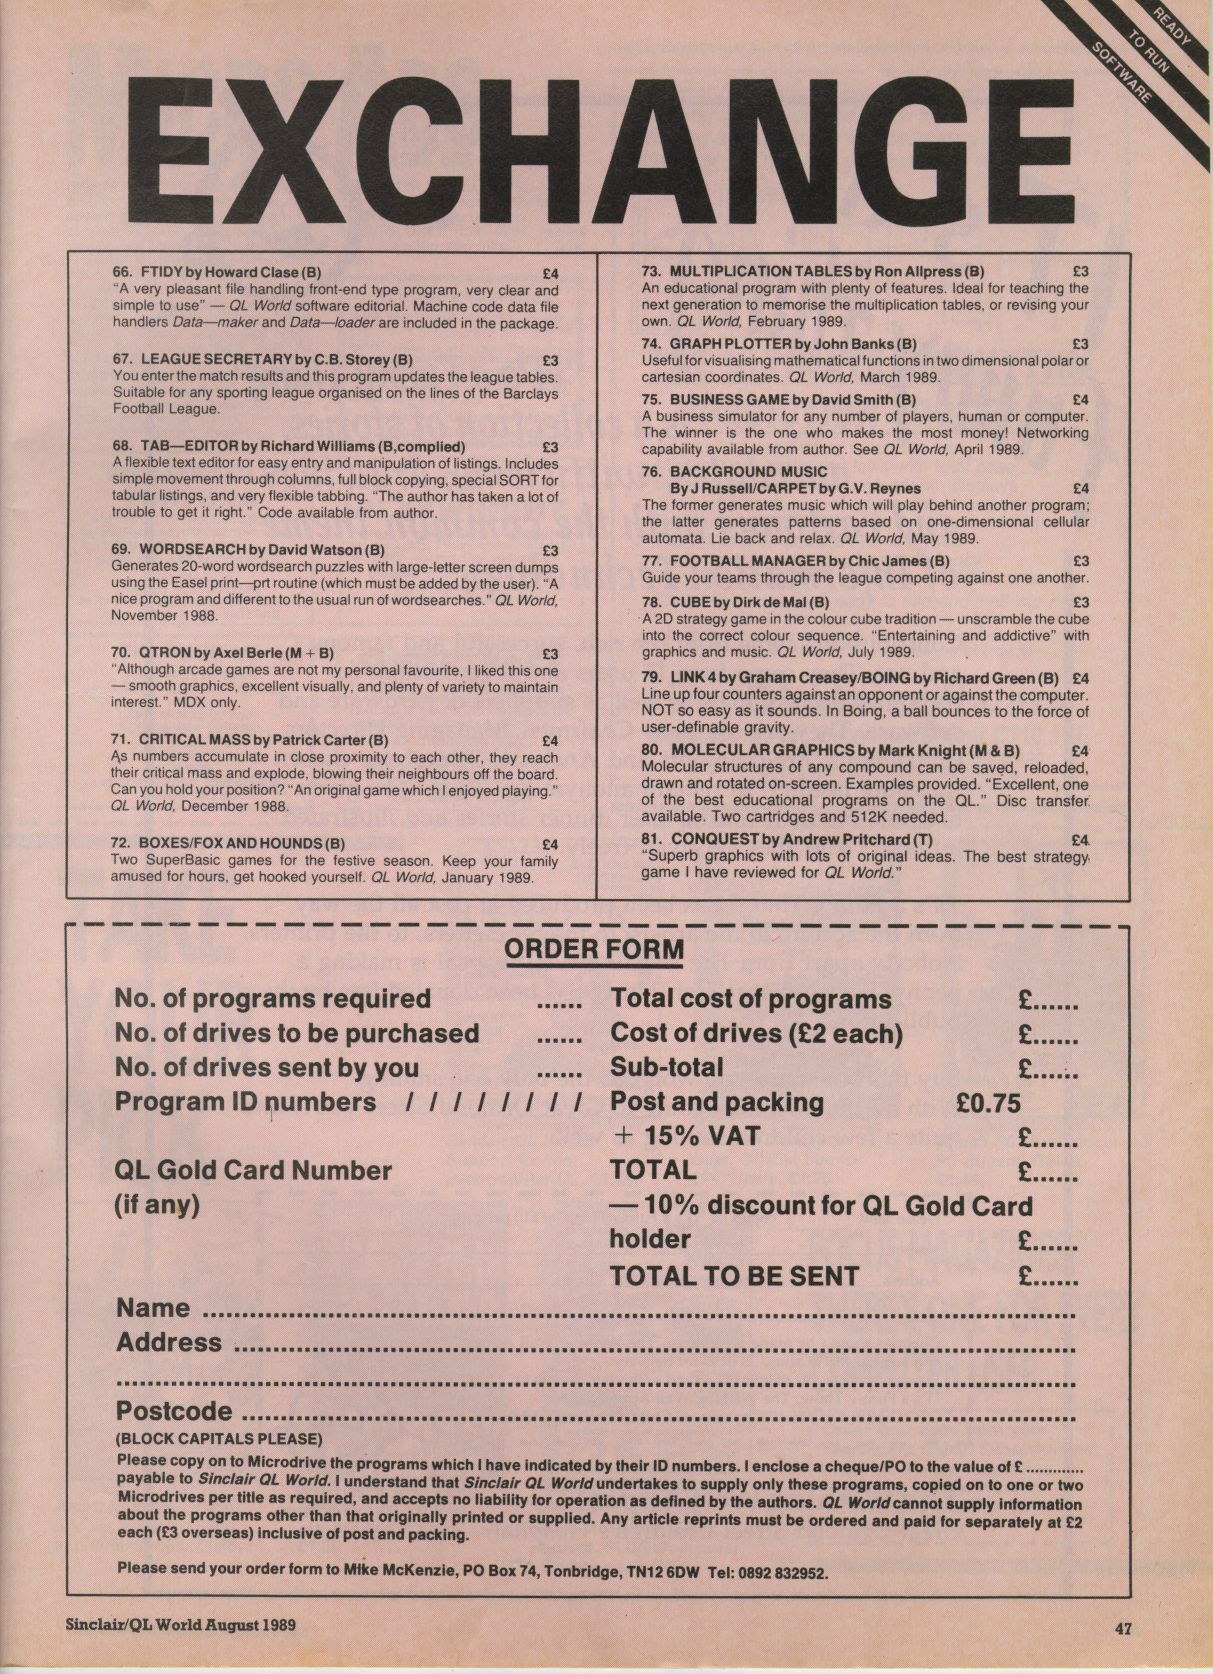 READY
TO RUN
SOFTWARE
EXCHANGE
66. FTIDY by Howard Clase (B) £4
"A very pleasant file handling front-end type program, very clear and
simple to use" — QL World software editorial. Machine code data file
handlers Data—maker and Data—loader are included in the package.
67. LEAGUE SECRETARY by C.B. Storey (B) £3
You enter the match results and this program updates the league tables.
Suitable for any sporting league organised on the lines of the Barclays
Football League.
68. TAB—EDITOR by Richard Williams (B,complied) £3
A flexible text editor for easy entry and manipulation of listings. Includes
simple movement through columns, full block copying, special SORT for
tabular listings, and very flexible tabbing. "The author has taken a lot of
trouble to get it right." Code available from author.
69. WORDSEARCH by David Watson (B) £3
Generates 20-word wordsearch puzzles with large-letter screen dumps
using the Easel print—prt routine (which must be added by the user). "A
nice program and different to the usual run of wordsearches." QL World,
November 1988.
70. QTRON by Axel Berle (M + B) £3
"Although arcade games are not my personal favourite, I liked this one
— smooth graphics, excellent visually, and plenty of variety to maintain
interest." MDX only.
71. CRITICAL MASS by Patrick Carter (B) £4
As numbers accumulate in close proximity to each other, they reach
their critical mass and explode, blowing their neighbours off the board.
Can you hold your position? "An original game which I enjoyed playing."
QL World, December 1988.
72. BOXES/FOX AND HOUNDS (B) £4
Two SuperBasic games for the festive season. Keep your family
amused for hours, get hooked yourself. QL World, January 1989.
73. MULTIPLICATION TABLES by Ron Allpress (B) £3
An educational program with plenty of features. Ideal for teaching the
next generation to memorise the multiplication tables, or revising your
own. QL World, February 1989.
74. GRAPH PLOTTER by John Banks (B) £3
Useful for visualising mathematical functions in two dimensional polar or
cartesian coordinates. QL World, March 1989.
75. BUSINESS GAME by David Smith (B) £4
A business simulator for any number of players, human or computer.
The winner is the one who makes the most money! Networking
capability available from author. See QL World, April 1989.
76. BACKGROUND MUSIC
By J Russell/CARPET by G.V. Reynes £4
The former generates music which will play behind another program;
the latter generates patterns based on one-dimensional cellular
automata. Lie back and relax. QL World, May 1989.
77. FOOTBALL MANAGER by Chic James (B) £3
Guide your teams through the league competing against one another.
78. CUBE by Dirk de Mal (B) £3
A 2D strategy game in the colour cube tradition — unscramble the cube
into the correct colour sequence. "Entertaining and addictive" with
graphics and music. QL World, July 1989.
79. LINK 4 by Graham Creasey/BOING by Richard Green (B) £4
Line up four counters against an opponent or against the computer.
NOT so easy as it sounds. In Boing, a ball bounces to the force of
user-definable gravity.
80. MOLECULAR GRAPHICS by Mark Knight (M & B) £4
Molecular structures of any compound can be saved, reloaded,
drawn and rotated on-screen. Examples provided. "Excellent, one
of the best educational programs on the QL." Disc transfer
available. Two cartridges and 512K needed.
81. CONQUEST by Andrew Pritchard (T) £4
"Superb graphics with lots of original ideas. The best strategy
game I have reviewed for QL World."
ORDER FORM
No. of programs required ......
No. of drives to be purchased ......
No. of drives sent by you ......
Program ID numbers / / / / / / / /
QL Gold Card Number
(if any)
Total cost of programs £......
Cost of drives (£2 each) £......
Sub-total £......
Post and packing £0.75
+ 15% VAT £......
TOTAL £......
— 10% discount for QL Gold Card
holder £......
TOTAL TO BE SENT £......
Name ..........
Address ..........
..........
Postcode ..........
(BLOCK CAPITALS PLEASE)
Please copy on to Microdrive the programs which I have indicated by their ID numbers. I enclose a cheque/PO to the value of £ .............
payable to Sinclair QL World. I understand that Sinclair QL World undertakes to supply only these programs, copied on to one or two
Microdrives per title as required, and accepts no liability for operation as defined by the authors. QL World cannot supply information
about the programs other than that originally printed or supplied. Any article reprints must be ordered and paid for separately at £2
each (£3 overseas) inclusive of post and packing.
Please send your order form to Mike McKenzie, PO Box 74, Tonbridge, TN12 6DW Tel: 0892 832952.
Sinclair/QL World August 1989 47